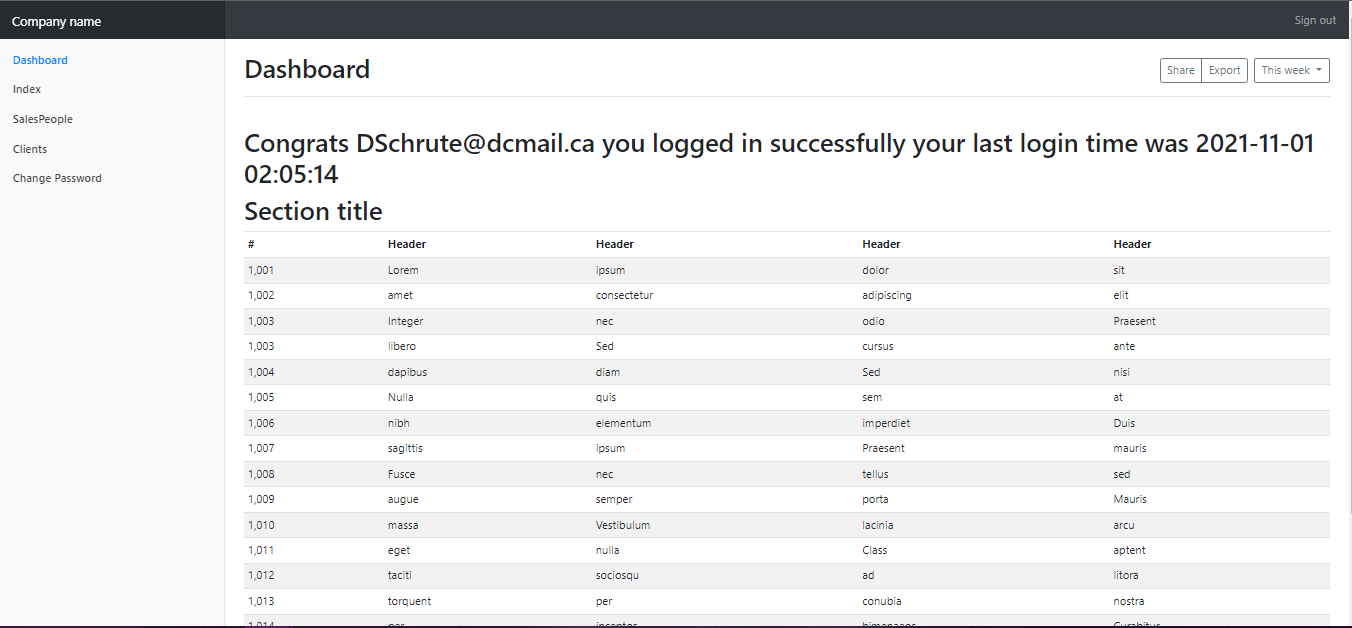 Company name
Sign out
Dashboard
Index
SalesPeople
Clients
Change Password
Dashboard
Share Export This week
Congrats DSchrute@dcmail.ca you logged in successfully your last login time was 2021-11-01
02:05:14
Section title
# Header Header Header Header
1,001 Lorem ipsum dolor sit
1,002 amet consectetur adipiscing elit
1,003 Integer nec odio Praesent
1,003 libero Sed cursus ante
1,004 dapibus diam Sed nisi
1,005 Nulla quis sem at
1,006 nibh elementum imperdiet Duis
1,007 sagittis ipsum Praesent mauris
1,008 Fusce nec tellus sed
1,009 augue semper porta Mauris
1,010 massa Vestibulum lacinia arcu
1,011 eget nulla Class aptent
1,012 taciti sociosqu ad litora
1,013 torquent per conubia nostra
1,014 per inceptos himenaeos Curabitur